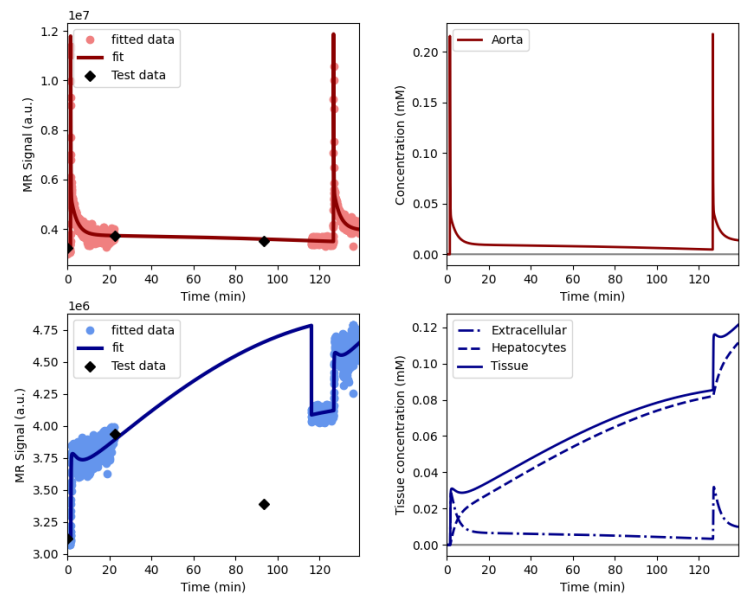 1e7
1.2
1.0
0.8
0.6
0.4
MR Signal (a.u.)
fitted data
fit
Test data
0 20 40 60 80 100 120
Time (min)
0.20
0.15
0.10
0.05
0.00
Concentration (mM)
Aorta
0 20 40 60 80 100 120
Time (min)
1e6
4.75
4.50
4.25
4.00
3.75
3.50
3.25
3.00
MR Signal (a.u.)
fitted data
fit
Test data
0 20 40 60 80 100 120
Time (min)
0.12
0.10
0.08
0.06
0.04
0.02
0.00
Tissue concentration (mM)
Extracellular
Hepatocytes
Tissue
0 20 40 60 80 100 120
Time (min)